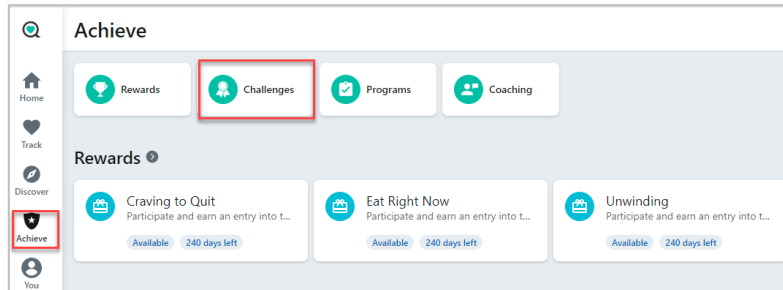 Achieve
Home
Track
Discover
Achieve
You
Rewards
Challenges
Programs
Coaching
Rewards
Craving to Quit
Participate and earn an entry into t...
Available 240 days left
Eat Right Now
Participate and earn an entry into t...
Available 240 days left
Unwinding
Participate and earn an entry into t...
Available 240 days left